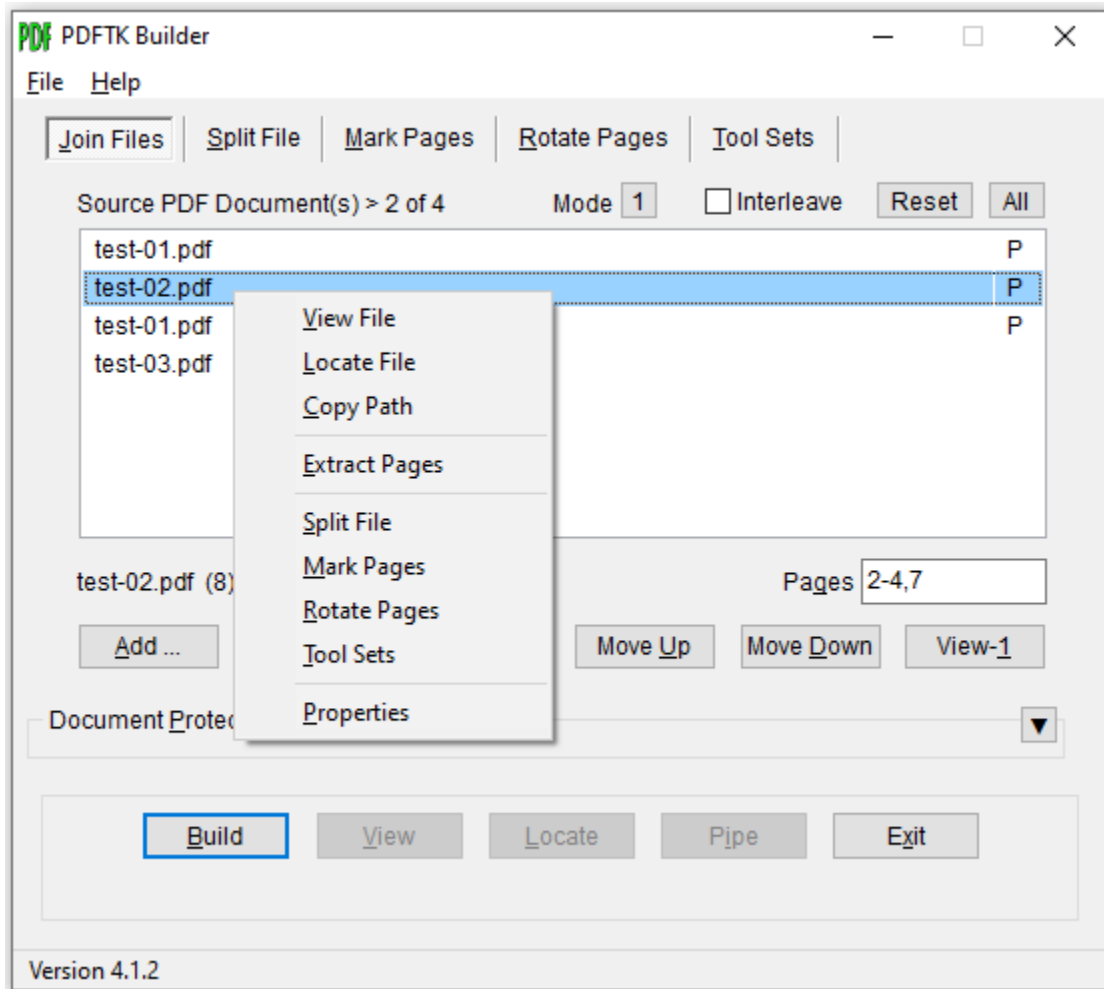 PDF PDFTK Builder
File Help
Join Files Split File Mark Pages Rotate Pages Tool Sets
Source PDF Document(s) > 2 of 4 Mode 1 Interleave Reset All
test-01.pdf P
test-02.pdf P
test-01.pdf P
test-03.pdf
View File
Locate File
Copy Path
Extract Pages
Split File
Mark Pages
Rotate Pages
Tool Sets
Properties
test-02.pdf (8) Pages 2-4,7
Add ... Move Up Move Down View-1
Document Protec ▼
Build View Locate Pipe Exit
Version 4.1.2